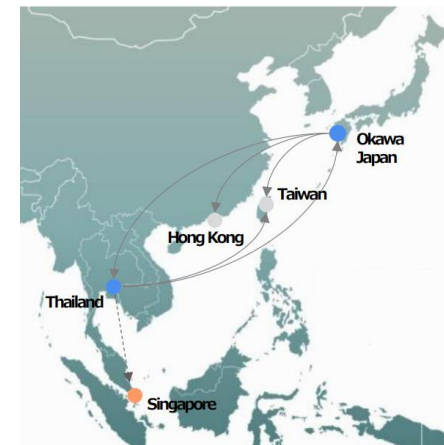 Okawa
Japan
Taiwan
Hong Kong
Thailand
Singapore